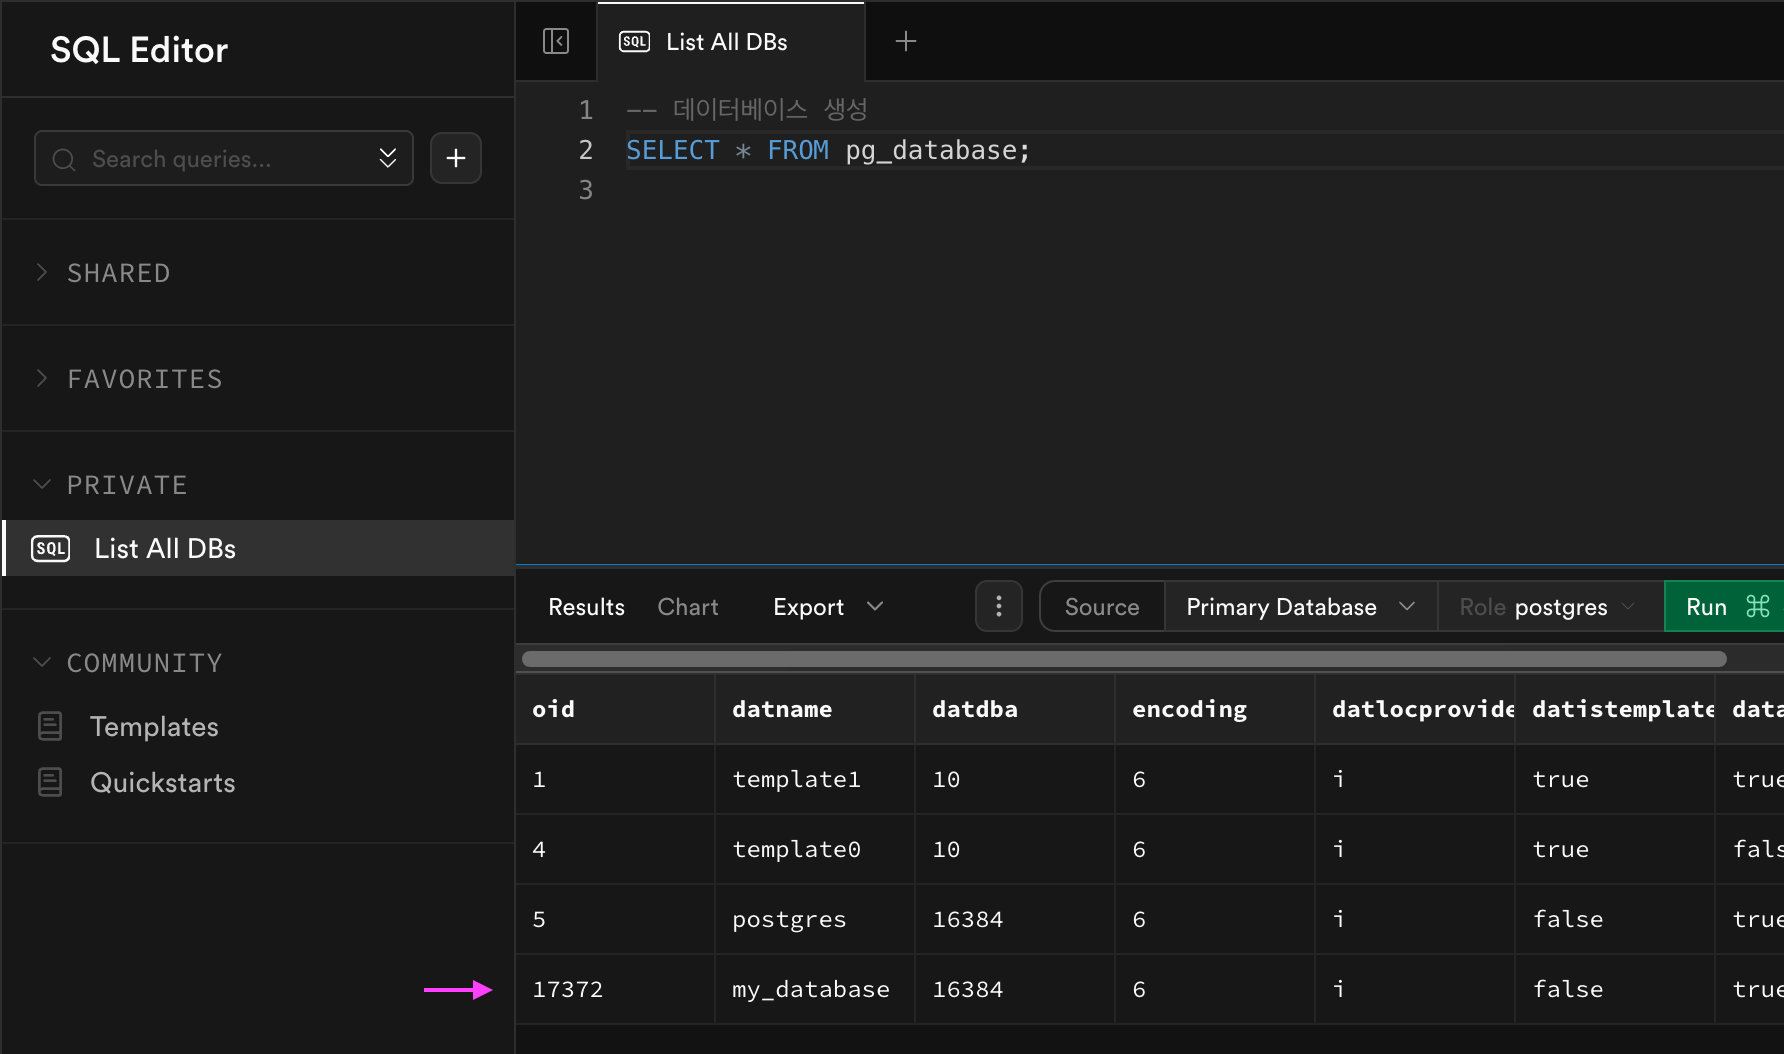 SQL Editor
Search queries...
SHARED
FAVORITES
PRIVATE
SQL List All DBs
COMMUNITY
Templates
Quickstarts
SQL List All DBs
1 -- 데이터베이스 생성
2 SELECT * FROM pg_database;
3
Results Chart Export Source Primary Database Role postgres Run ⌘
oid datname datdba encoding datlocprovide datistemplate data
1 template1 10 6 i true true
4 template0 10 6 i true fals
5 postgres 16384 6 i false true
17372 my_database 16384 6 i false true